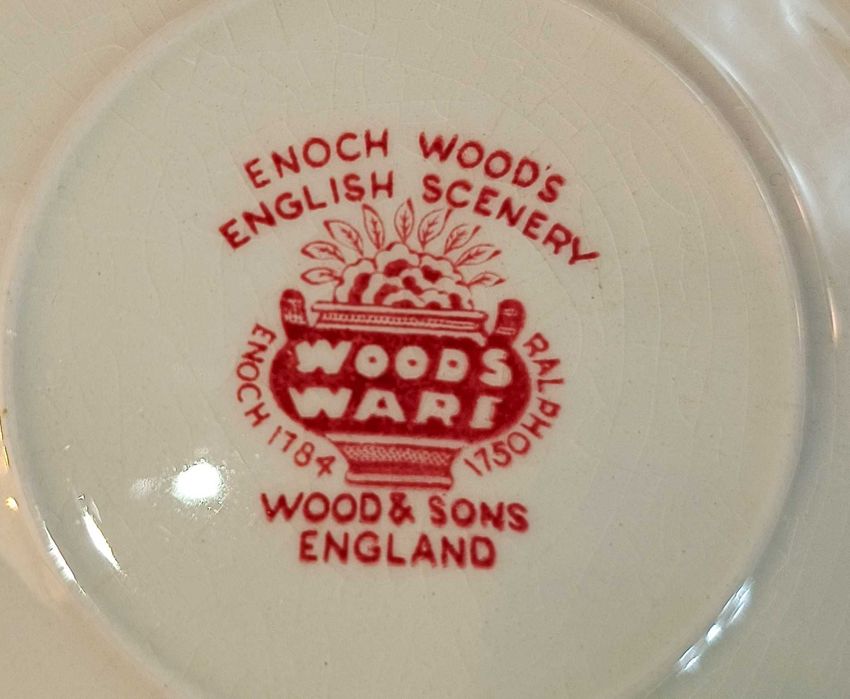 ENOCH WOOD'S
ENGLISH SCENERY
WOODS
WARE
ENOCH 1784
RALPH 1750
WOOD & SONS
ENGLAND